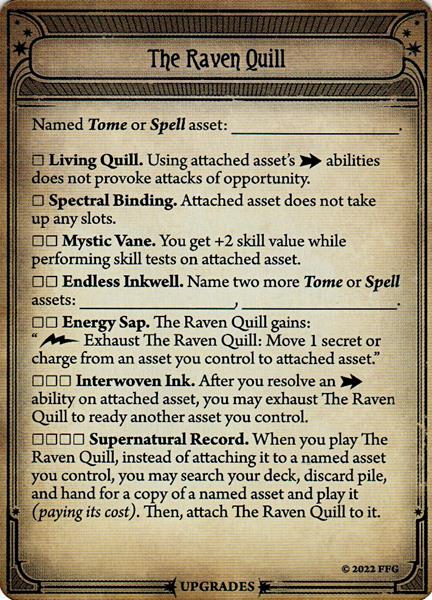 The Raven Quill
Named Tome or Spell asset: ____________________.
☐ Living Quill. Using attached asset's ➔ abilities
does not provoke attacks of opportunity.
☐ Spectral Binding. Attached asset does not take
up any slots.
☐☐ Mystic Vane. You get +2 skill value while
performing skill tests on attached asset.
☐☐ Endless Inkwell. Name two more Tome or Spell
assets: ____________________, ____________________.
☐☐ Energy Sap. The Raven Quill gains:
" Exhaust The Raven Quill: Move 1 secret or
charge from an asset you control to attached asset."
☐☐☐ Interwoven Ink. After you resolve an ➔
ability on attached asset, you may exhaust The Raven
Quill to ready another asset you control.
☐☐☐☐ Supernatural Record. When you play The
Raven Quill, instead of attaching it to a named asset
you control, you may search your deck, discard pile,
and hand for a copy of a named asset and play it
(paying its cost). Then, attach The Raven Quill to it.
© 2022 FFG
UPGRADES